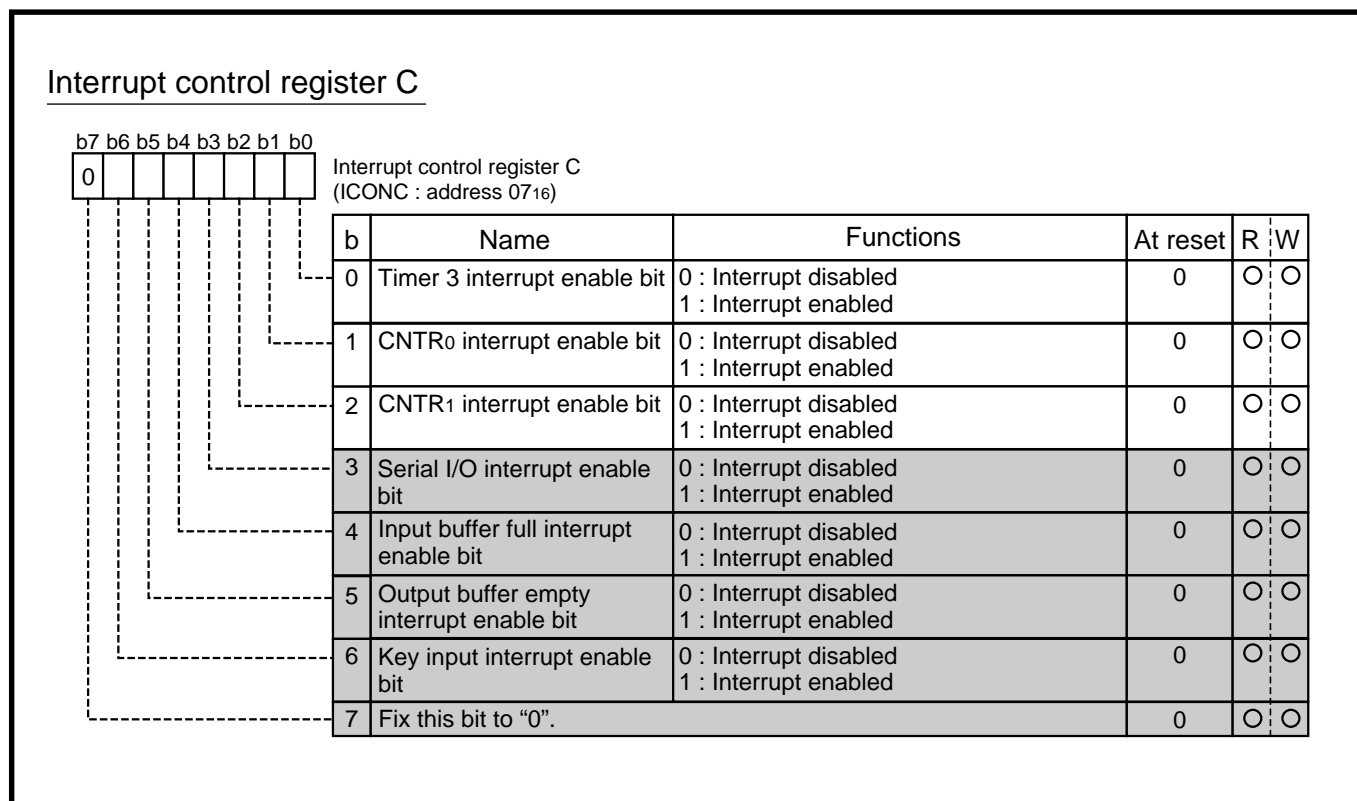 Interrupt control register C
b7 b6 b5 b4 b3 b2 b1 b0
0
Interrupt control register C
(ICONC : address 0716)
b Name Functions At reset R W
0 Timer 3 interrupt enable bit 0 : Interrupt disabled 0 ○ ○
1 : Interrupt enabled
1 CNTR0 interrupt enable bit 0 : Interrupt disabled 0 ○ ○
1 : Interrupt enabled
2 CNTR1 interrupt enable bit 0 : Interrupt disabled 0 ○ ○
1 : Interrupt enabled
3 Serial I/O interrupt enable 0 : Interrupt disabled 0 ○ ○
bit 1 : Interrupt enabled
4 Input buffer full interrupt 0 : Interrupt disabled 0 ○ ○
enable bit 1 : Interrupt enabled
5 Output buffer empty 0 : Interrupt disabled 0 ○ ○
interrupt enable bit 1 : Interrupt enabled
6 Key input interrupt enable 0 : Interrupt disabled 0 ○ ○
bit 1 : Interrupt enabled
7 Fix this bit to “0”. 0 ○ ○